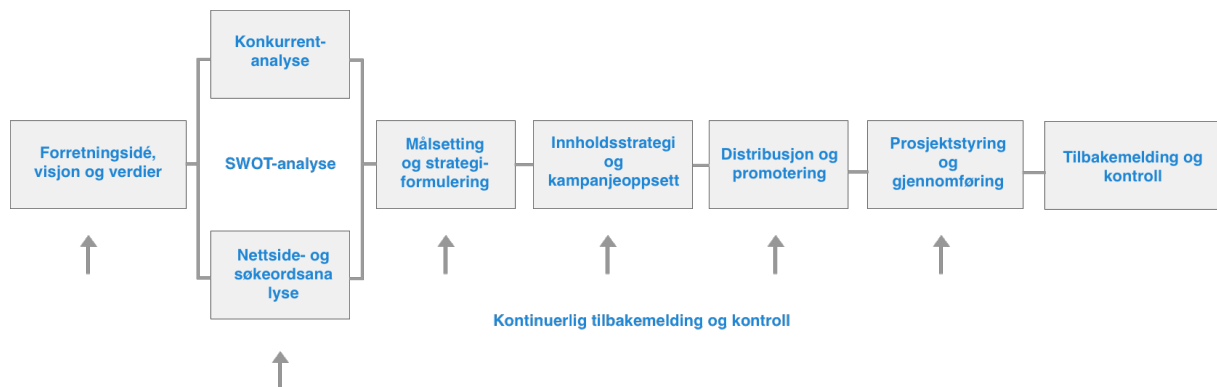 Forretningsidé,
visjon og verdier
Konkurrent-
analyse
SWOT-analyse
Nettside- og
søkeordsana
lyse
Målsetting
og strategi-
formulering
Innholdsstrategi
og
kampanjeoppsett
Distribusjon og
promotering
Prosjektstyring
og
gjennomføring
Tilbakemelding og
kontroll
Kontinuerlig tilbakemelding og kontroll